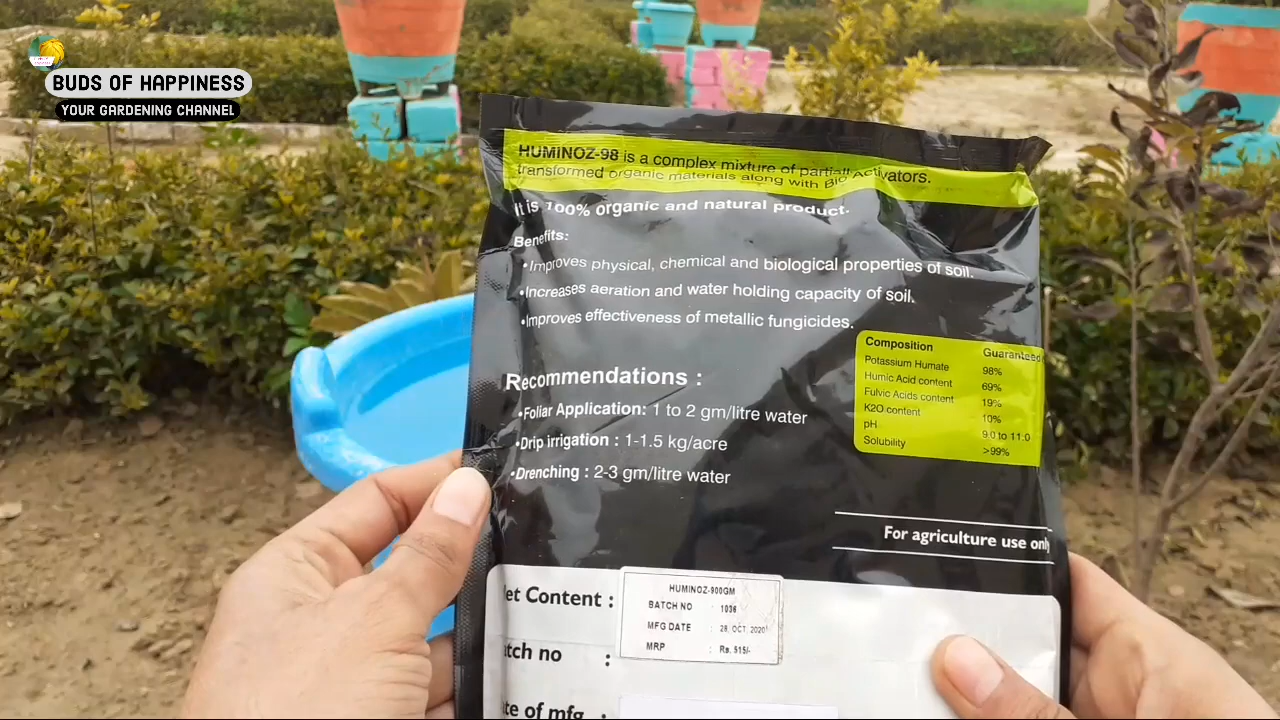 BUDS OF HAPPINESS
YOUR GARDENING CHANNEL
HUMINOZ-98 is a complex mixture of partially
transformed organic materials along with Bio Activators.
It is 100% organic and natural product.
Benefits:
•Improves physical, chemical and biological properties of soil.
•Increases aeration and water holding capacity of soil.
•Improves effectiveness of metallic fungicides.
Recommendations :
•Foliar Application: 1 to 2 gm/litre water
•Drip irrigation : 1-1.5 kg/acre
•Drenching : 2-3 gm/litre water
Composition Guaranteed
Potassium Humate 98%
Humic Acid content 69%
Fulvic Acids content 19%
K2O content 10%
pH 9.0 to 11.0
Solubility >99%
For agriculture use only
et Content :
HUMINOZ-900GM
BATCH NO : 1036
MFG DATE : 28. OCT. 2020
MRP : Rs. 515/-
tch no :
te of mfg :